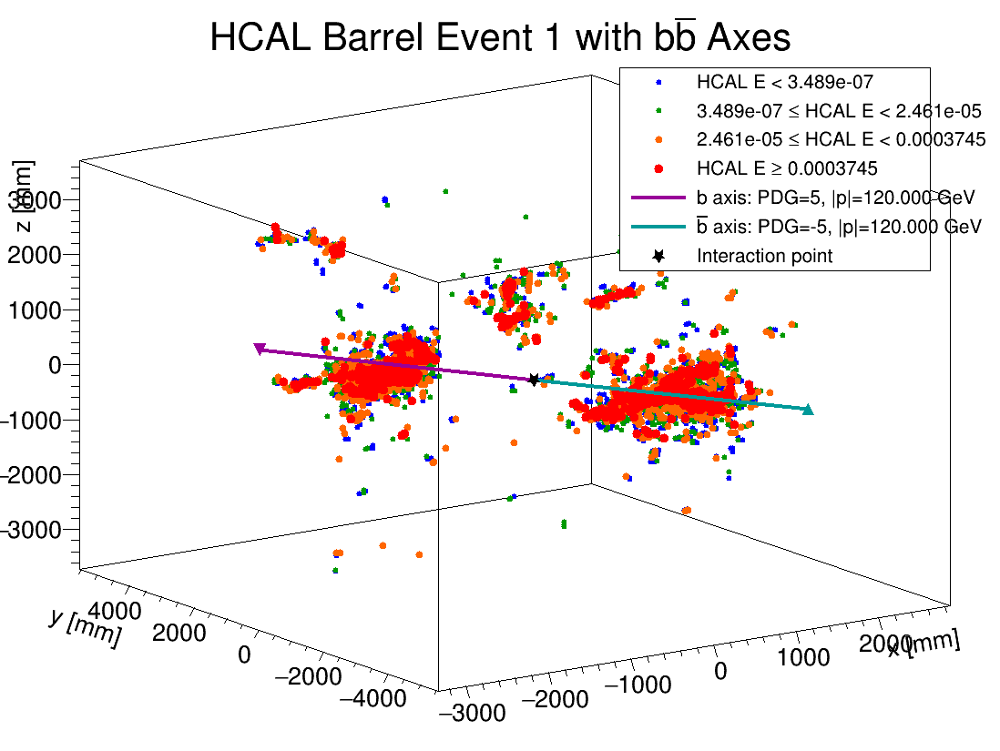 HCAL Barrel Event 1 with bb̅ Axes
HCAL E < 3.489e-07
3.489e-07 ≤ HCAL E < 2.461e-05
2.461e-05 ≤ HCAL E < 0.0003745
HCAL E ≥ 0.0003745
b axis: PDG=5, |p|=120.000 GeV
b̅ axis: PDG=-5, |p|=120.000 GeV
Interaction point
z [mm]
3000
2000
1000
0
−1000
−2000
−3000
y [mm]
4000
2000
0
−2000
−4000
−3000
−2000
−1000
0
1000
2000
x [mm]